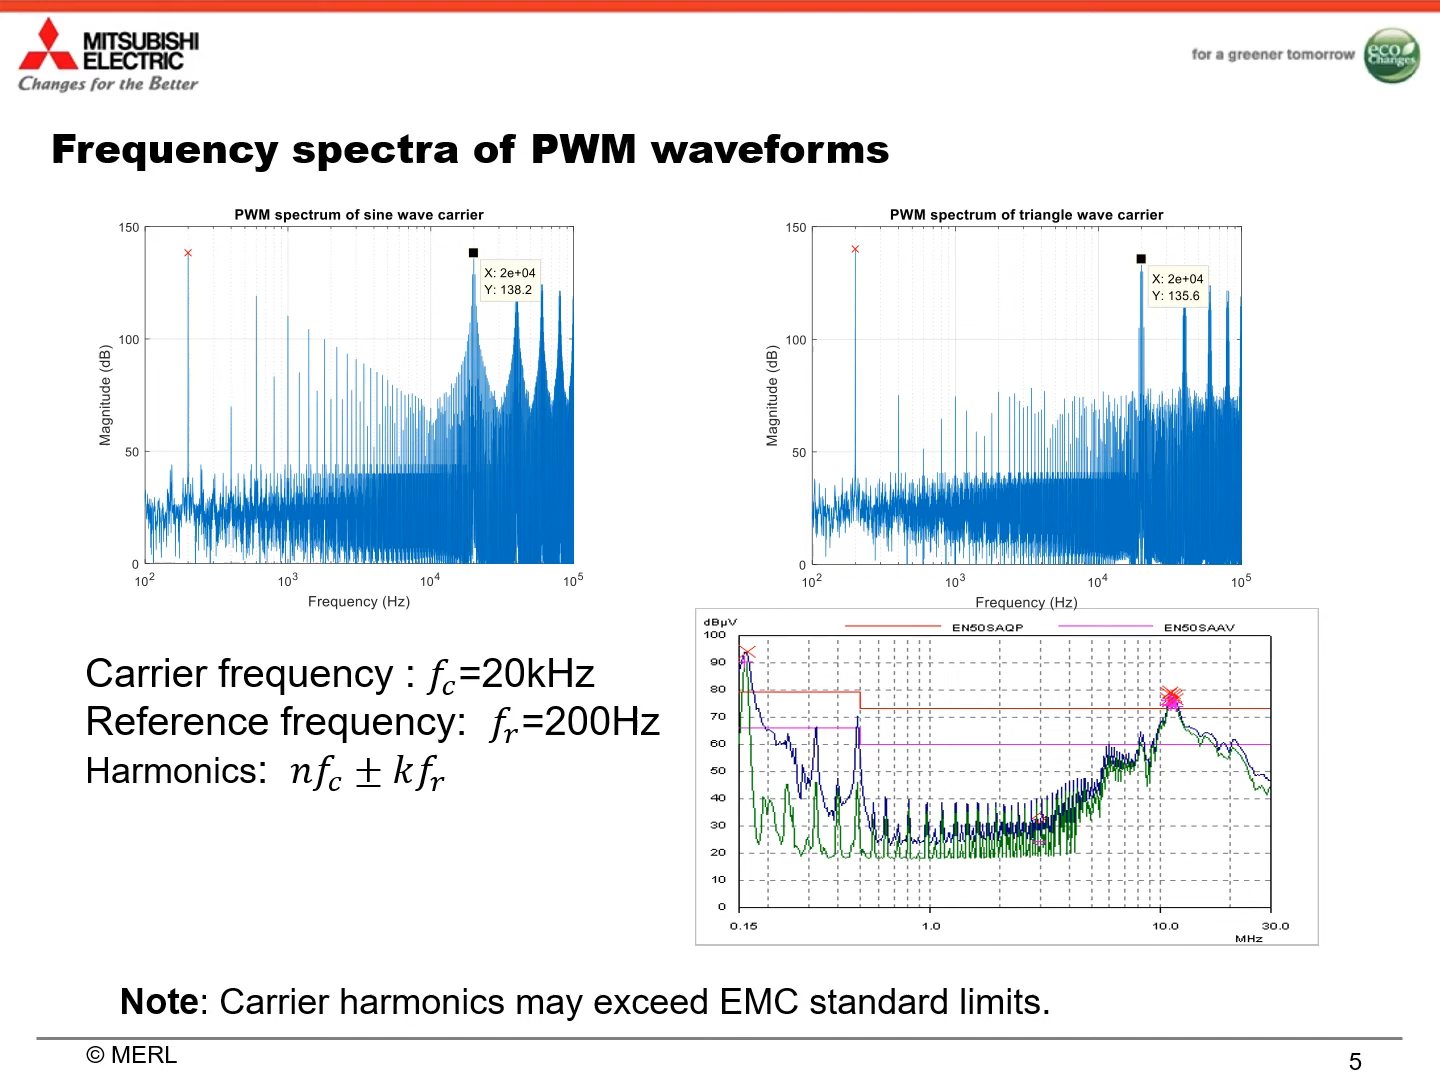 MITSUBISHI
ELECTRIC
Changes for the Better
for a greener tomorrow
eco
Changes
Frequency spectra of PWM waveforms
PWM spectrum of sine wave carrier
150
100
50
0
Magnitude (dB)
X: 2e+04
Y: 138.2
10^2
10^3
10^4
10^5
Frequency (Hz)
PWM spectrum of triangle wave carrier
150
100
50
0
Magnitude (dB)
X: 2e+04
Y: 135.6
10^2
10^3
10^4
10^5
Frequency (Hz)
Carrier frequency : f_c=20kHz
Reference frequency: f_r=200Hz
Harmonics: nf_c ± kf_r
dBµV
EN50SAQP
EN50SAAV
100
90
80
70
60
50
40
30
20
10
0
0.15
1.0
10.0
30.0
MHz
Note: Carrier harmonics may exceed EMC standard limits.
© MERL
5